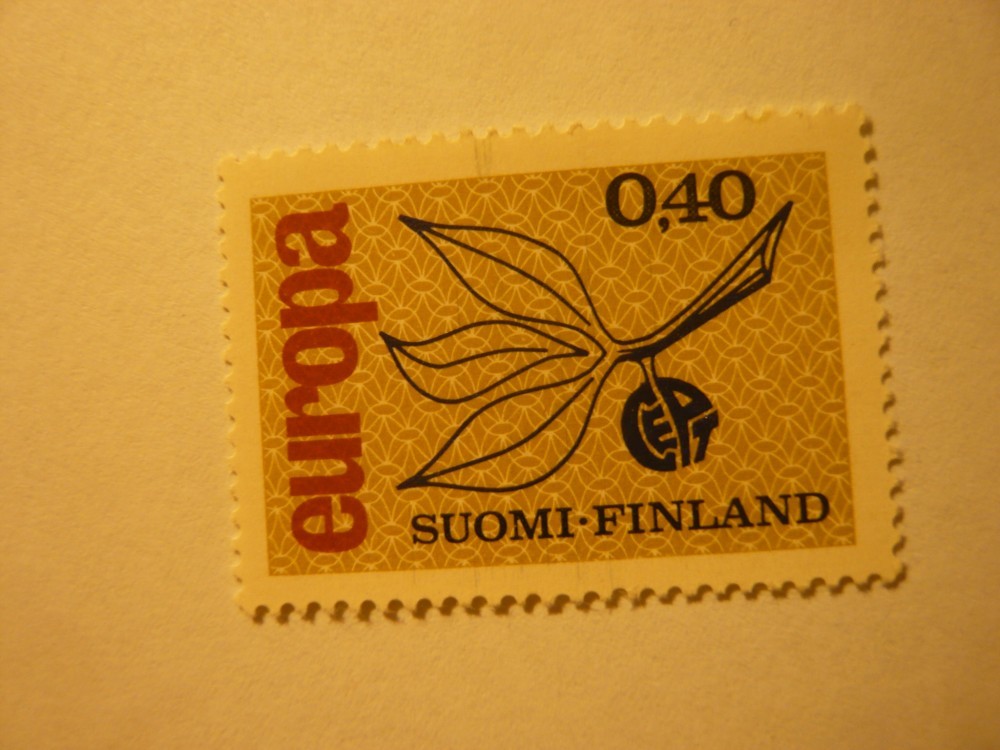 europa
0,40
CEPT
SUOMI·FINLAND